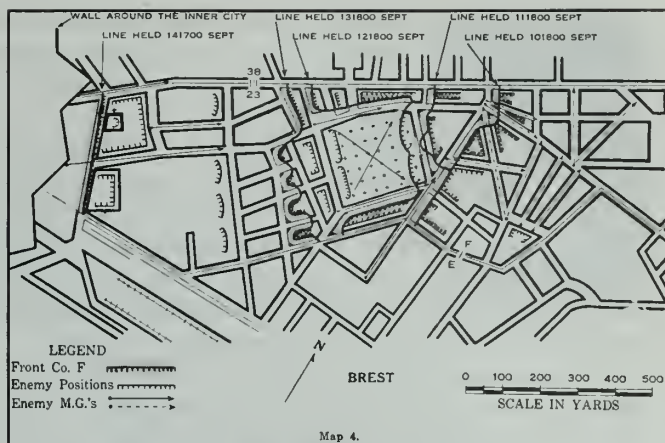 WALL AROUND THE INNER CITY
LINE HELD 131800 SEPT
LINE HELD 111800 SEPT
LINE HELD 141700 SEPT
LINE HELD 121800 SEPT
LINE HELD 101800 SEPT
38
23
F
E
E
LEGEND
Front Co. F
Enemy Positions
Enemy M.G.'s
N
BREST
0 100 200 300 400 500
SCALE IN YARDS
Map 4.